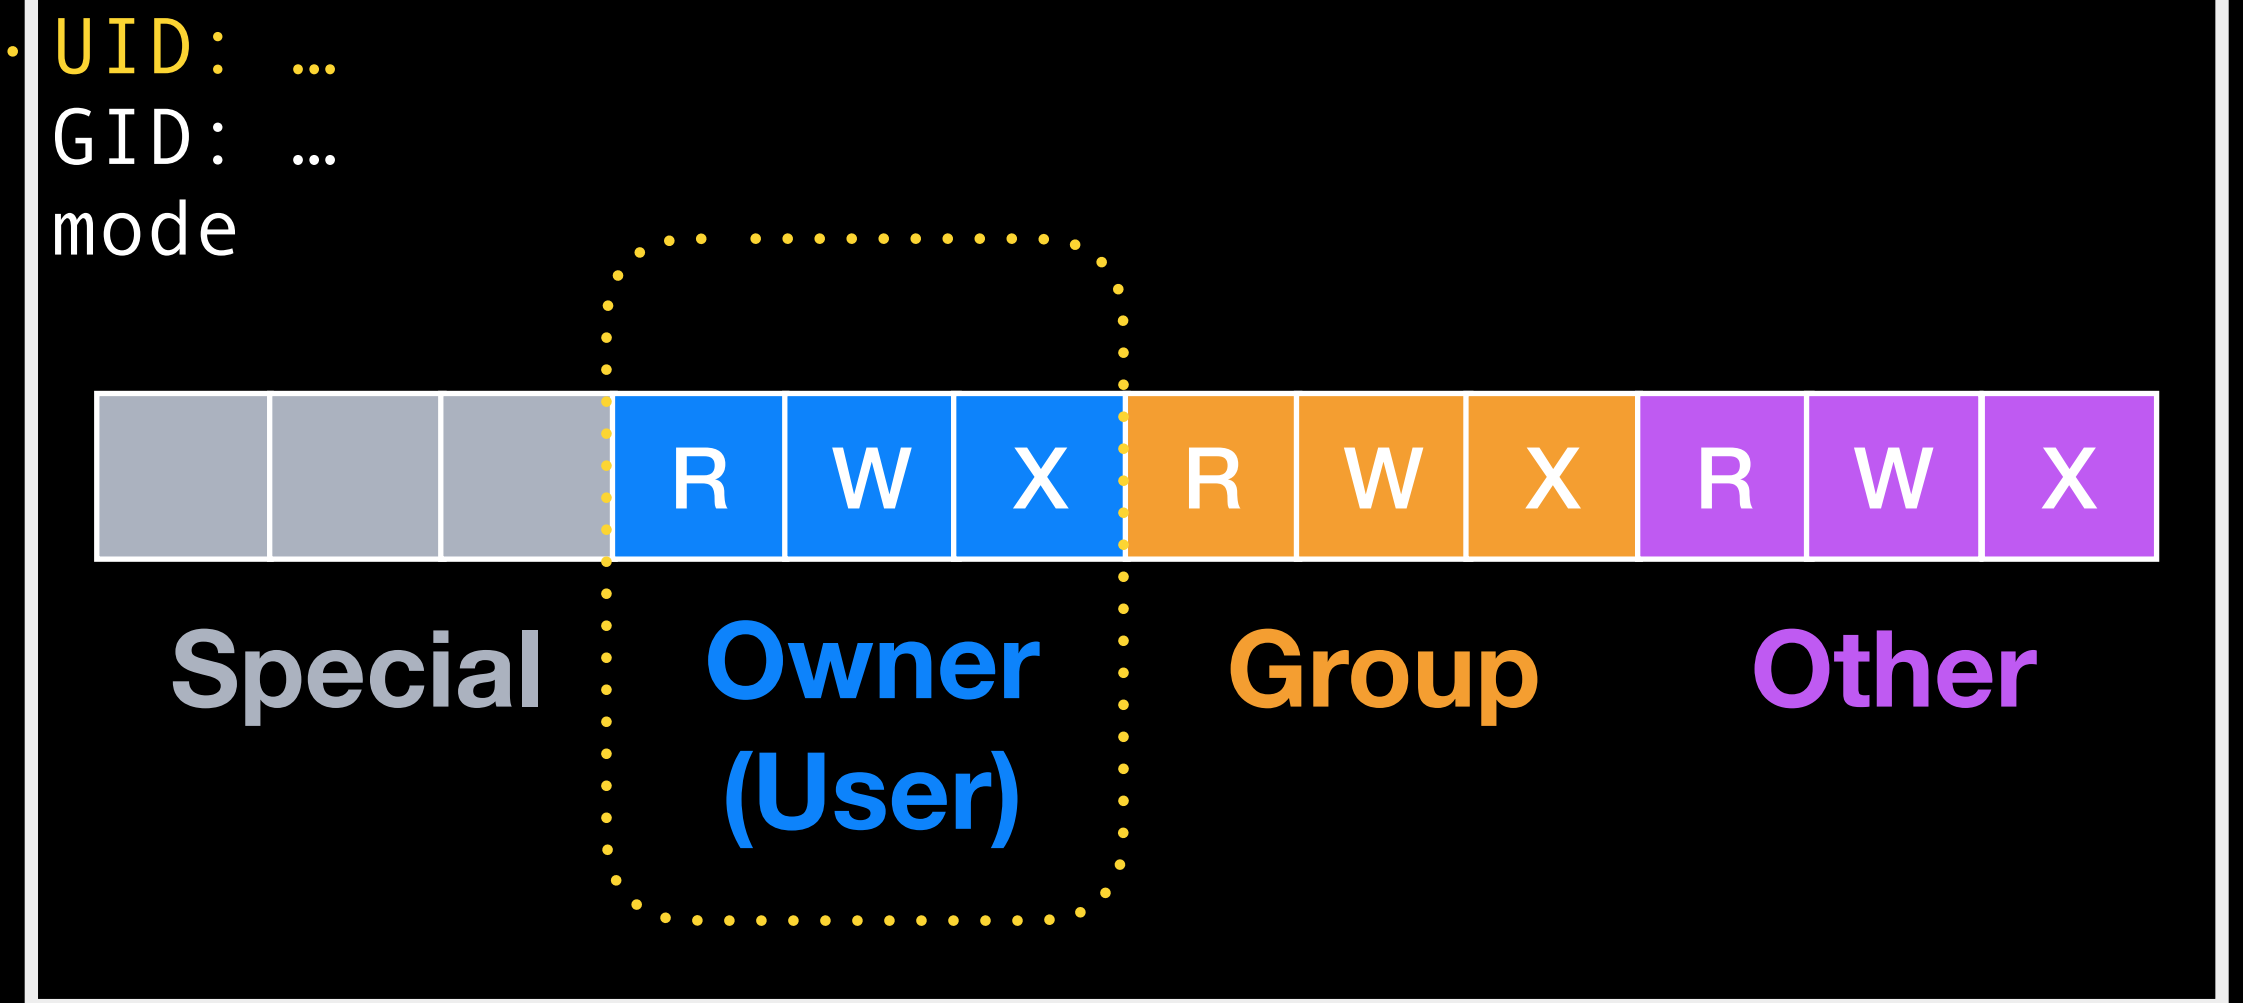 UID: …
GID: …
mode
R W X R W X R W X
Special Owner Group Other
(User)